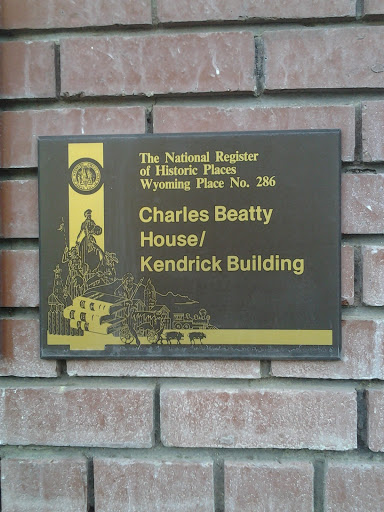 The National Register
of Historic Places
Wyoming Place No. 286
Charles Beatty
House/
Kendrick Building